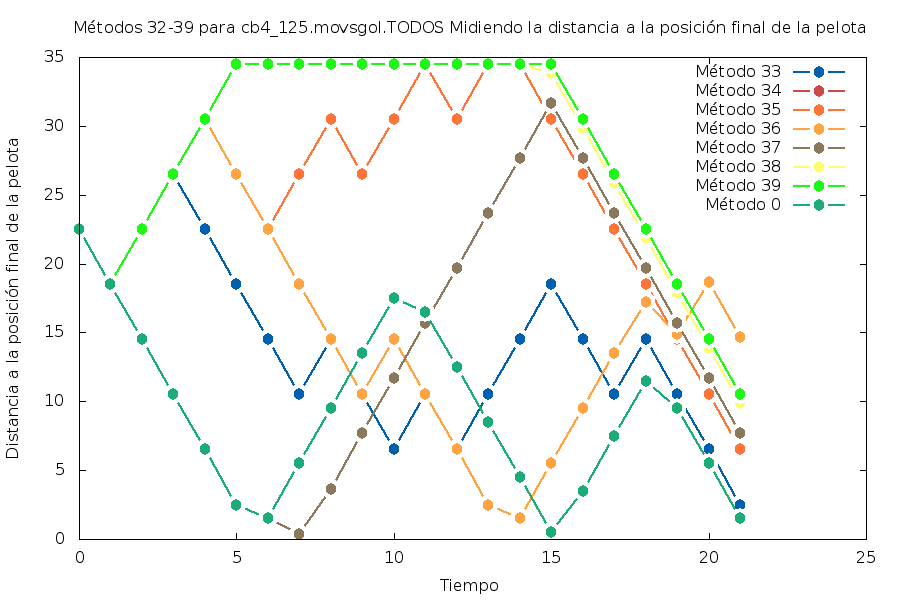 Métodos 32-39 para cb4_125.movsgol.TODOS Midiendo la distancia a la posición final de la pelota
35
30
25
20
15
10
5
0
Distancia a la posición final de la pelota
Método 33
Método 34
Método 35
Método 36
Método 37
Método 38
Método 39
Método 0
0
5
10
15
20
25
Tiempo